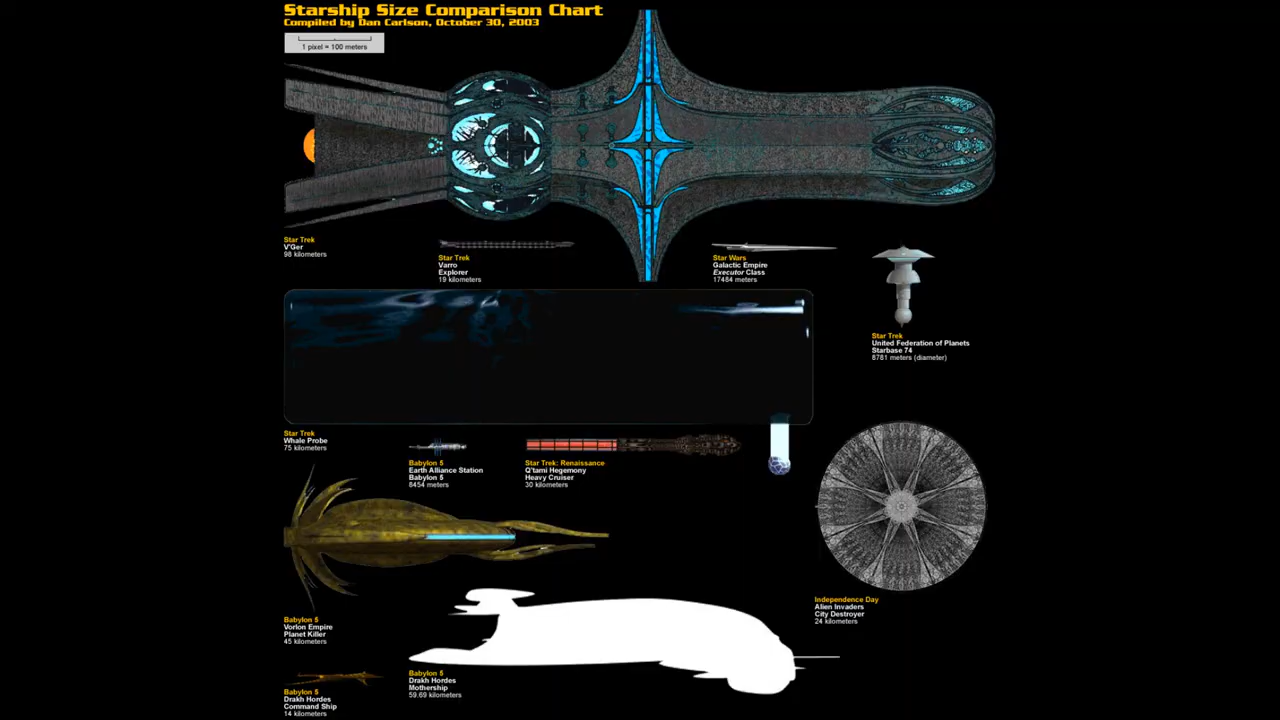 Starship Size Comparison Chart
Compiled by Dan Carlson, October 30, 2003
1 pixel = 100 meters
Star Trek
V'Ger
98 kilometers
Star Trek
Varro
Explorer
19 kilometers
Star Wars
Galactic Empire
Executor Class
17484 meters
Star Trek
United Federation of Planets
Starbase 74
8781 meters (diameter)
Star Trek
Whale Probe
75 kilometers
Babylon 5
Earth Alliance Station
Babylon 5
8454 meters
Star Trek: Renaissance
Q'tami Hegemony
Heavy Cruiser
30 kilometers
Independence Day
Alien Invaders
City Destroyer
24 kilometers
Babylon 5
Vorlon Empire
Planet Killer
45 kilometers
Babylon 5
Drakh Hordes
Mothership
59.69 kilometers
Babylon 5
Drakh Hordes
Command Ship
14 kilometers